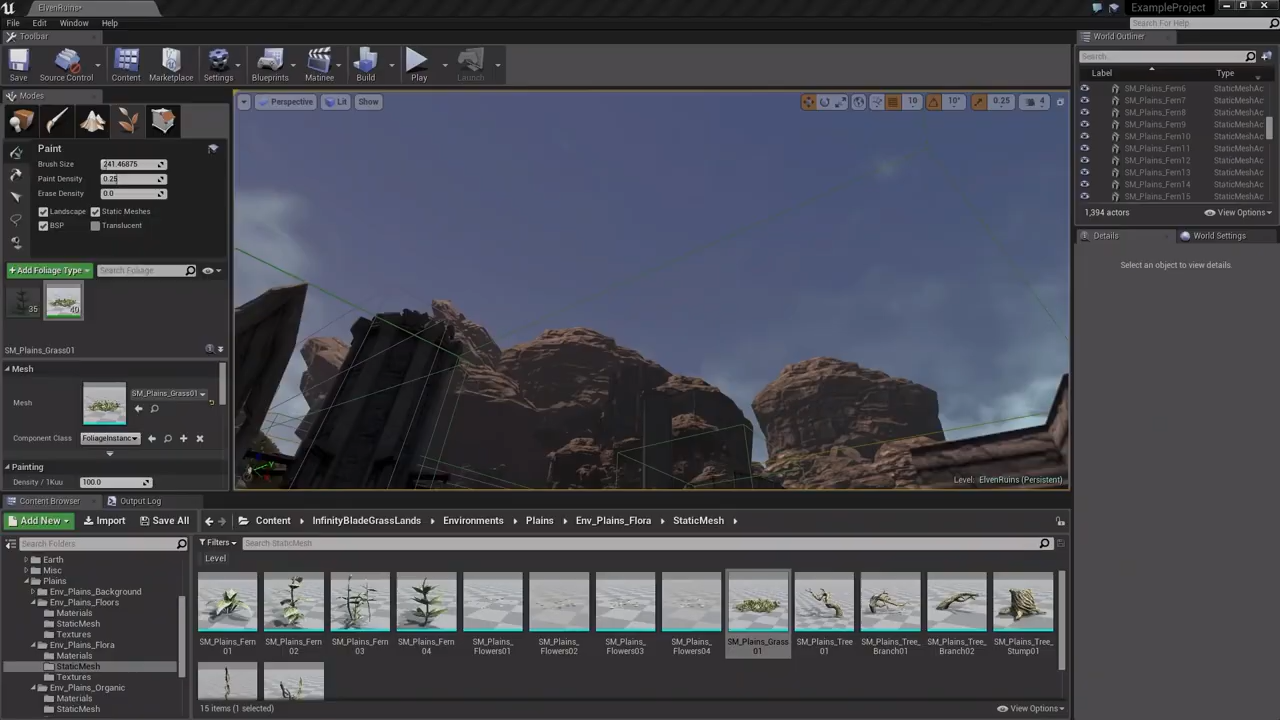 ElvenRuins*
ExampleProject
File Edit Window Help
Search For Help
Toolbar
World Outliner
Save
Source Control
Content
Marketplace
Settings
Blueprints
Matinee
Build
Play
Launch
Search...
Label Type
SM_Plains_Fern6 StaticMeshAc
SM_Plains_Fern7 StaticMeshAc
SM_Plains_Fern8 StaticMeshAc
SM_Plains_Fern9 StaticMeshAc
SM_Plains_Fern10 StaticMeshAc
SM_Plains_Fern11 StaticMeshAc
SM_Plains_Fern12 StaticMeshAc
SM_Plains_Fern13 StaticMeshAc
SM_Plains_Fern14 StaticMeshAc
SM_Plains_Fern15 StaticMeshAc
1,394 actors View Options
Details World Settings
Select an object to view details.
Modes
Perspective Lit Show
10 10° 0.25 4
Paint
Brush Size 241.46875
Paint Density 0.25
Erase Density 0.0
Landscape Static Meshes
BSP Translucent
+Add Foliage Type Search Foliage
35
40
SM_Plains_Grass01
Mesh
Mesh SM_Plains_Grass01
Component Class FoliageInstanc
Painting
Density / 1Kuu 100.0
Level: ElvenRuins (Persistent)
Content Browser Output Log
Add New Import Save All
Content InfinityBladeGrassLands Environments Plains Env_Plains_Flora StaticMesh
Search Folders
Filters Search StaticMesh
Level
Earth
Misc
Plains
Env_Plains_Background
Env_Plains_Floors
Materials
StaticMesh
Textures
Env_Plains_Flora
Materials
StaticMesh
Textures
Env_Plains_Organic
Materials
StaticMesh
SM_Plains_Fern
01
SM_Plains_Fern
02
SM_Plains_Fern
03
SM_Plains_Fern
04
SM_Plains_
Flowers01
SM_Plains_
Flowers02
SM_Plains_
Flowers03
SM_Plains_
Flowers04
SM_Plains_Grass
01
SM_Plains_Tree
01
SM_Plains_Tree
_Branch01
SM_Plains_Tree
_Branch02
SM_Plains_Tree_
Stump01
15 items (1 selected) View Options